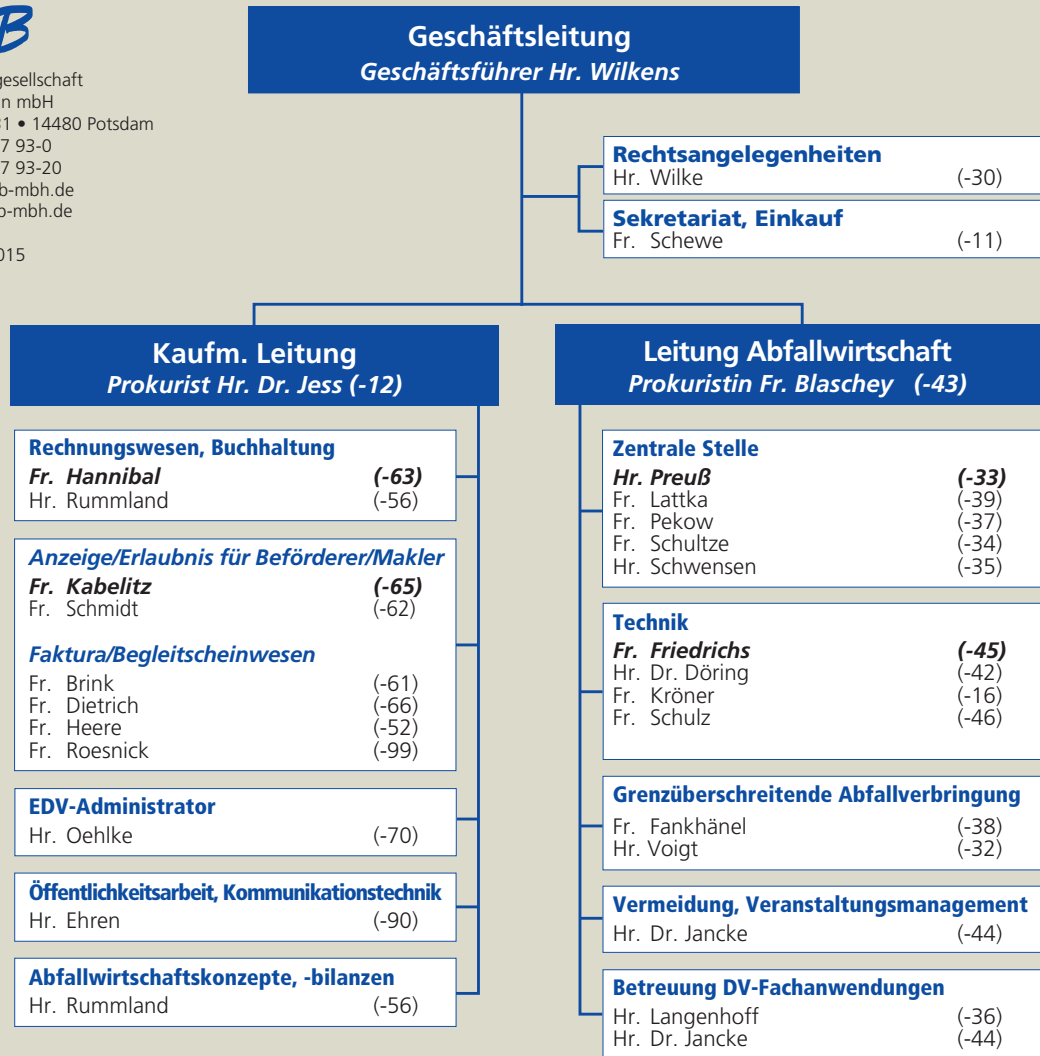 B
gesellschaft
n mbH
31 • 14480 Potsdam
7 93-0
7 93-20
b-mbh.de
b-mbh.de
015
Geschäftsleitung
Geschäftsführer Hr. Wilkens
Rechtsangelegenheiten
Hr. Wilke (-30)
Sekretariat, Einkauf
Fr. Schewe (-11)
Kaufm. Leitung
Prokurist Hr. Dr. Jess (-12)
Rechnungswesen, Buchhaltung
Fr. Hannibal (-63)
Hr. Rummland (-56)
Anzeige/Erlaubnis für Beförderer/Makler
Fr. Kabelitz (-65)
Fr. Schmidt (-62)
Faktura/Begleitscheinwesen
Fr. Brink (-61)
Fr. Dietrich (-66)
Fr. Heere (-52)
Fr. Roesnick (-99)
EDV-Administrator
Hr. Oehlke (-70)
Öffentlichkeitsarbeit, Kommunikationstechnik
Hr. Ehren (-90)
Abfallwirtschaftskonzepte, -bilanzen
Hr. Rummland (-56)
Leitung Abfallwirtschaft
Prokuristin Fr. Blaschey (-43)
Zentrale Stelle
Hr. Preuß (-33)
Fr. Lattka (-39)
Fr. Pekow (-37)
Fr. Schultze (-34)
Hr. Schwensen (-35)
Technik
Fr. Friedrichs (-45)
Hr. Dr. Döring (-42)
Fr. Kröner (-16)
Fr. Schulz (-46)
Grenzüberschreitende Abfallverbringung
Fr. Fankhänel (-38)
Hr. Voigt (-32)
Vermeidung, Veranstaltungsmanagement
Hr. Dr. Jancke (-44)
Betreuung DV-Fachanwendungen
Hr. Langenhoff (-36)
Hr. Dr. Jancke (-44)